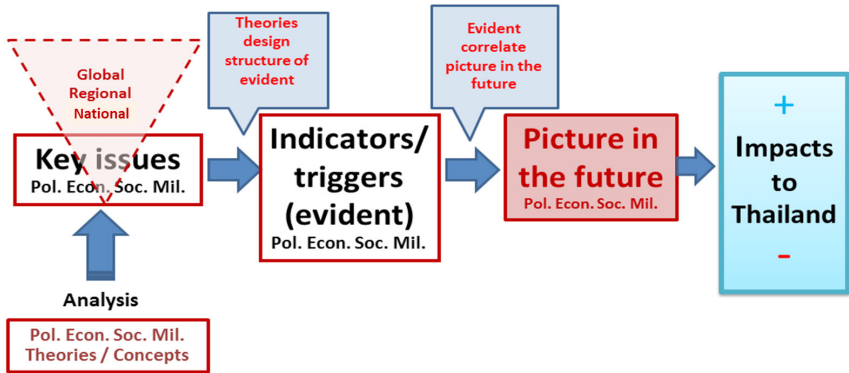 Global
Regional
National
Key issues
Pol. Econ. Soc. Mil.
Analysis
Pol. Econ. Soc. Mil.
Theories / Concepts
Theories
design
structure of
evident
Indicators/
triggers
(evident)
Pol. Econ. Soc. Mil.
Evident
correlate
picture in the
future
Picture in
the future
Pol. Econ. Soc. Mil.
+
Impacts
to
Thailand
-